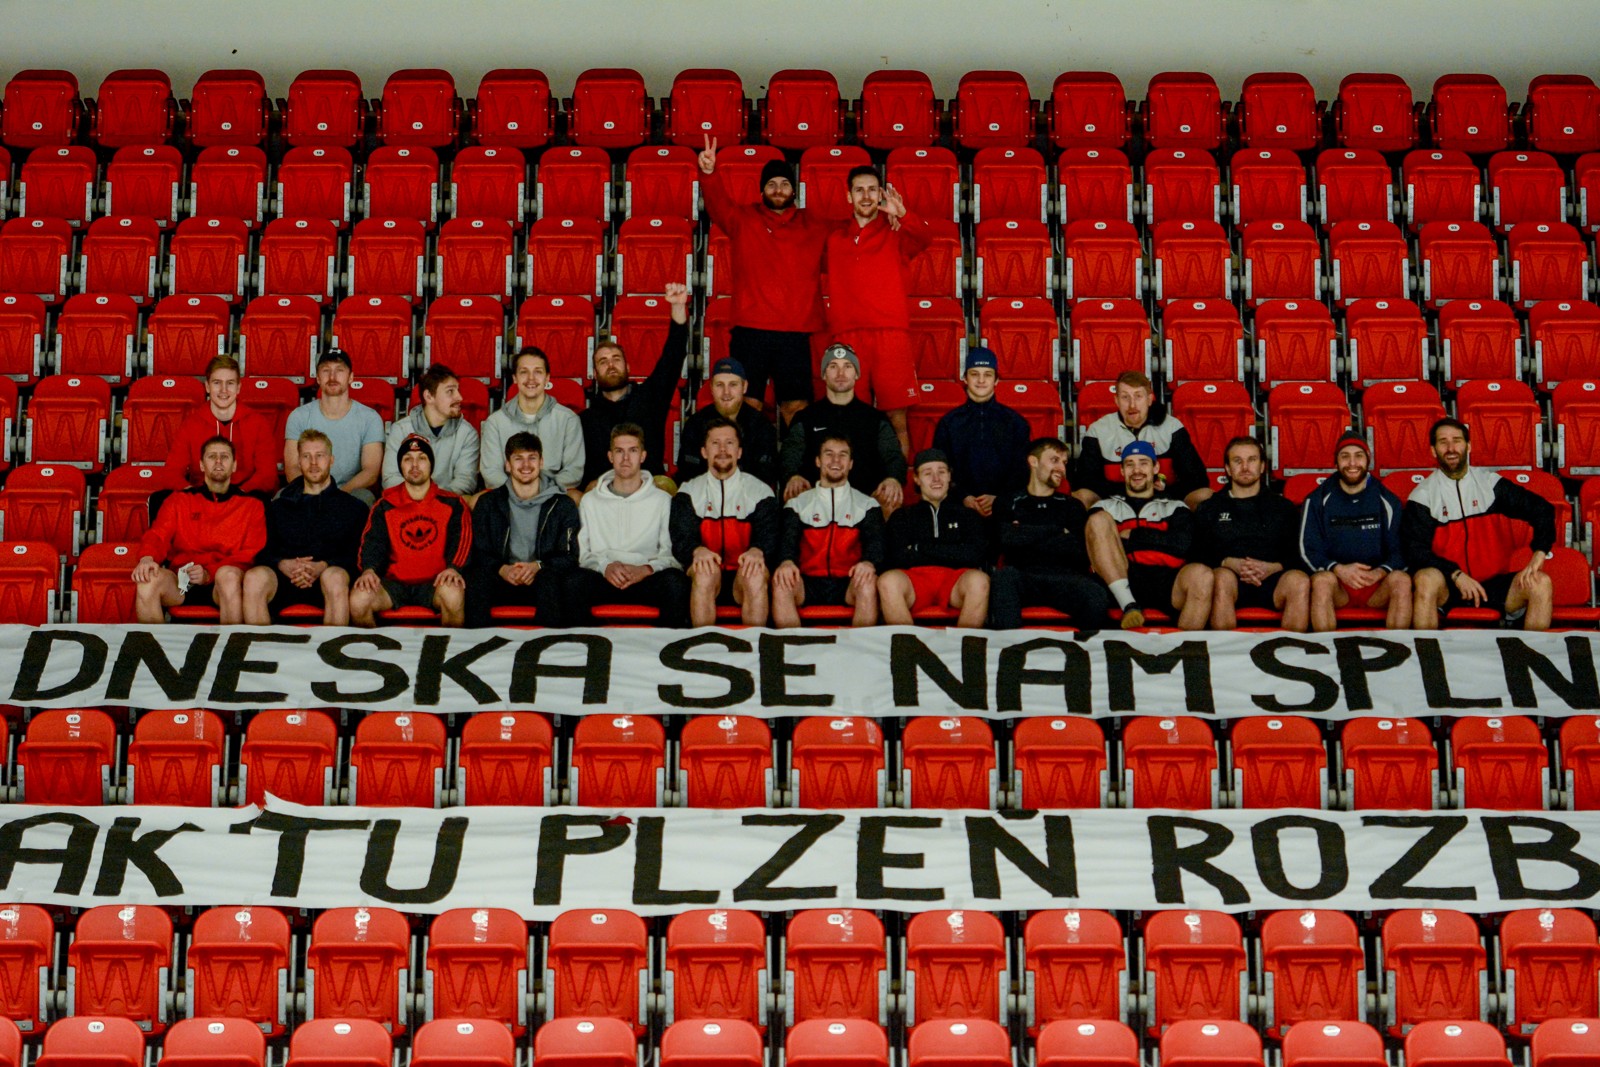 DNESKA SE NÁM SPLN
AK TU PLZEŇ ROZB